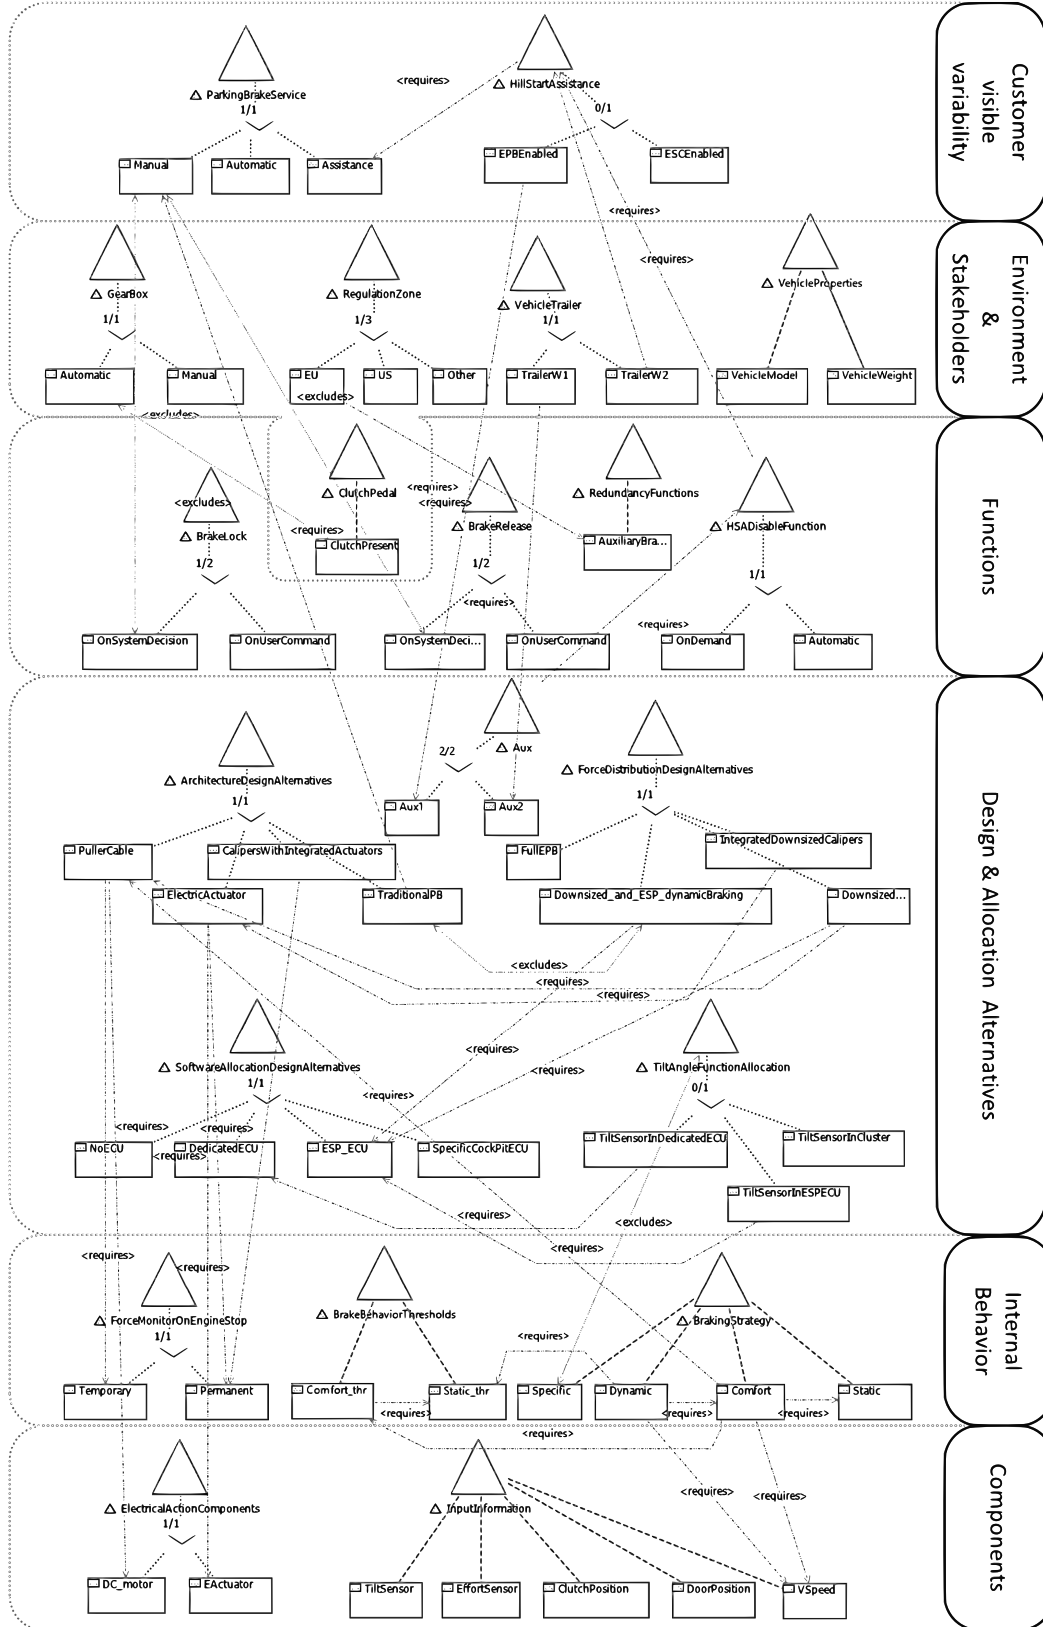 Customer
visible
variability
<requires>
ParkingBrakeService
1/1
HillStartAssistance
0/1
Manual
Automatic
Assistance
EPBEnabled
ESCEnabled
<requires>
Environment
&
Stakeholders
<requires>
GearBox
1/1
RegulationZone
1/3
VehicleTrailer
1/1
VehicleProperties
Automatic
Manual
EU
US
Other
TrailerW1
TrailerW2
VehicleModel
VehicleWeight
<excludes>
<excludes>
Functions
<excludes>
BrakeLock
1/2
ClutchPedal
<requires>
<requires>
<requires>
ClutchPresent
BrakeRelease
1/2
<requires>
RedundancyFunctions
AuxiliaryBra...
HSADisableFunction
1/1
<requires>
OnSystemDecision
OnUserCommand
OnSystemDeci...
OnUserCommand
OnDemand
Automatic
Design & Allocation Alternatives
ArchitectureDesignAlternatives
1/1
Aux
2/2
ForceDistributionDesignAlternatives
1/1
Aux1
Aux2
PullerCable
CalipersWithIntegratedActuators
FullEPB
IntegratedDownsizedCalipers
ElectricActuator
TraditionalPB
Downsized_and_ESP_dynamicBraking
Downsized...
<excludes>
<requires>
<requires>
<requires>
<requires>
SoftwareAllocationDesignAlternatives
1/1
TiltAngleFunctionAllocation
0/1
<requires>
<requires>
<requires>
<requires>
NoECU
DedicatedECU
ESP_ECU
SpecificCockPitECU
TiltSensorInDedicatedECU
TiltSensorInCluster
TiltSensorInESPECU
<requires>
<excludes>
Internal
Behavior
<requires>
<requires>
<requires>
ForceMonitorOnEngineStop
1/1
BrakeBehaviorThresholds
BrakingStrategy
<requires>
Temporary
Permanent
Comfort_thr
Static_thr
Specific
Dynamic
Comfort
Static
<requires>
<requires>
<requires>
Components
<requires>
ElectricalActionComponents
1/1
InputInformation
<requires>
<requires>
DC_motor
EActuator
TiltSensor
EffortSensor
ClutchPosition
DoorPosition
VSpeed